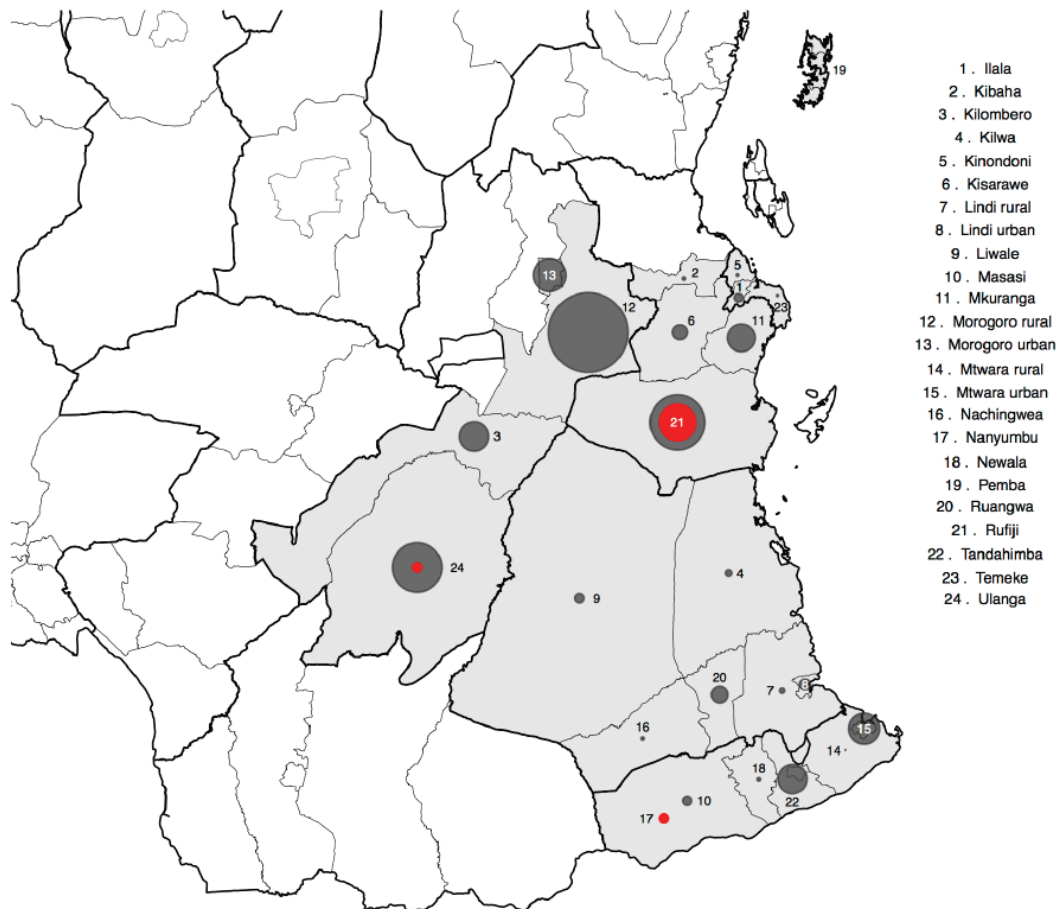 19
1 . Ilala
2 . Kibaha
3 . Kilombero
4 . Kilwa
5 . Kinondoni
6 . Kisarawe
7 . Lindi rural
8 . Lindi urban
9 . Liwale
10 . Masasi
11 . Mkuranga
12 . Morogoro rural
13 . Morogoro urban
14 . Mtwara rural
15 . Mtwara urban
16 . Nachingwea
17 . Nanyumbu
18 . Newala
19 . Pemba
20 . Ruangwa
21 . Rufiji
22 . Tandahimba
23 . Temeke
24 . Ulanga
5
13
2
1
12
23
6
11
21
3
24
4
9
20
8
7
16
15
14
18
10
22
17